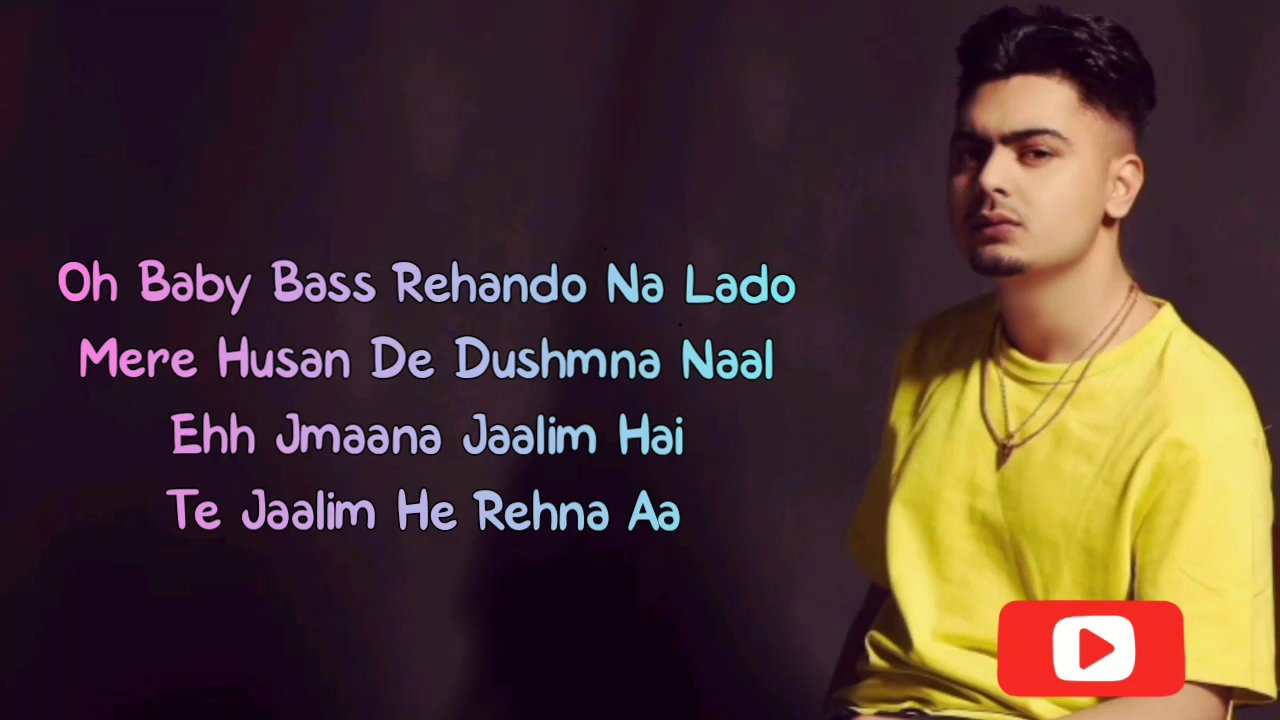 Oh Baby Bass Rehando Na Lado
Mere Husan De Dushmna Naal
Ehh Jmaana Jaalim Hai
Te Jaalim He Rehna Aa